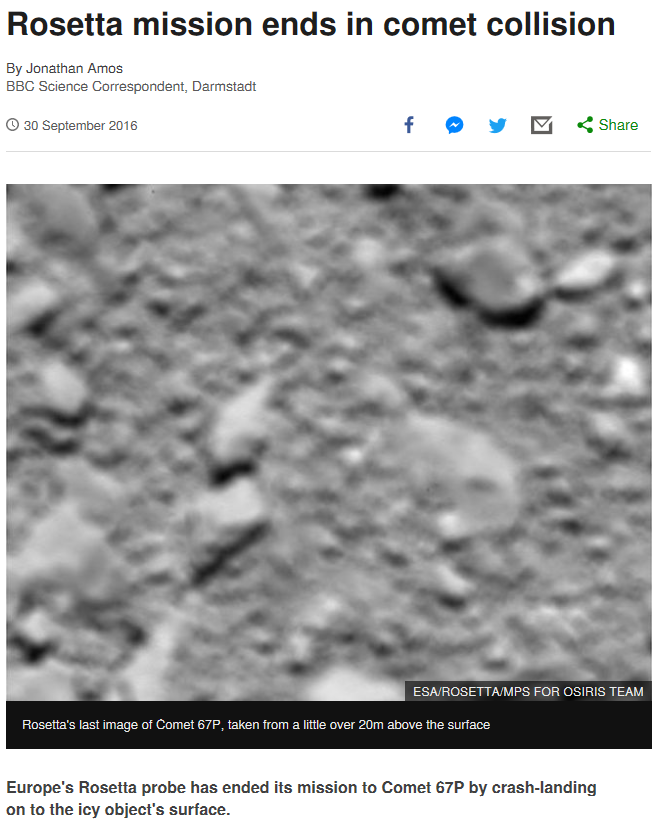 Rosetta mission ends in comet collision
By Jonathan Amos
BBC Science Correspondent, Darmstadt
30 September 2016
Share
ESA/ROSETTA/MPS FOR OSIRIS TEAM
Rosetta's last image of Comet 67P, taken from a little over 20m above the surface
Europe's Rosetta probe has ended its mission to Comet 67P by crash-landing
on to the icy object's surface.